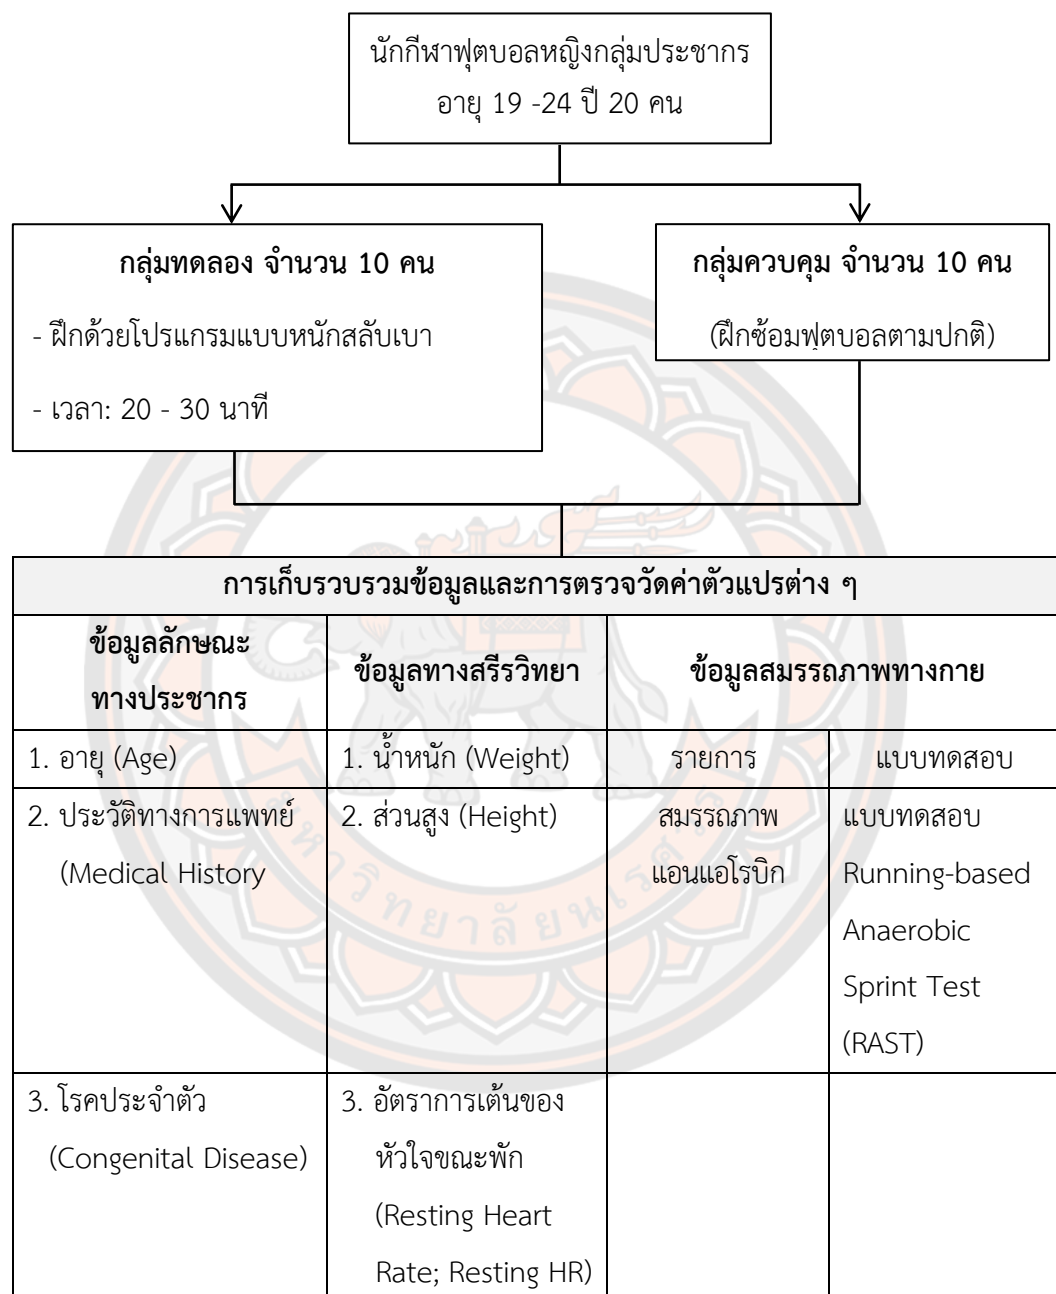 นักกีฬาฟุตบอลหญิงกลุ่มประชากร
อายุ 19 -24 ปี 20 คน
กลุ่มทดลอง จำนวน 10 คน
- ฝึกด้วยโปรแกรมแบบหนักสลับเบา
- เวลา: 20 - 30 นาที
กลุ่มควบคุม จำนวน 10 คน
(ฝึกซ้อมฟุตบอลตามปกติ)
การเก็บรวบรวมข้อมูลและการตรวจวัดค่าตัวแปรต่าง ๆ
ข้อมูลลักษณะ
ทางประชากร
ข้อมูลทางสรีรวิทยา
ข้อมูลสมรรถภาพทางกาย
1. อายุ (Age)
1. น้ำหนัก (Weight)
รายการ
แบบทดสอบ
2. ประวัติทางการแพทย์
(Medical History
2. ส่วนสูง (Height)
สมรรถภาพ
แอนแอโรบิก
แบบทดสอบ
Running-based
Anaerobic
Sprint Test
(RAST)
3. โรคประจำตัว
(Congenital Disease)
3. อัตราการเต้นของ
หัวใจขณะพัก
(Resting Heart
Rate; Resting HR)
มหาวิทยาลัยนเรศวร